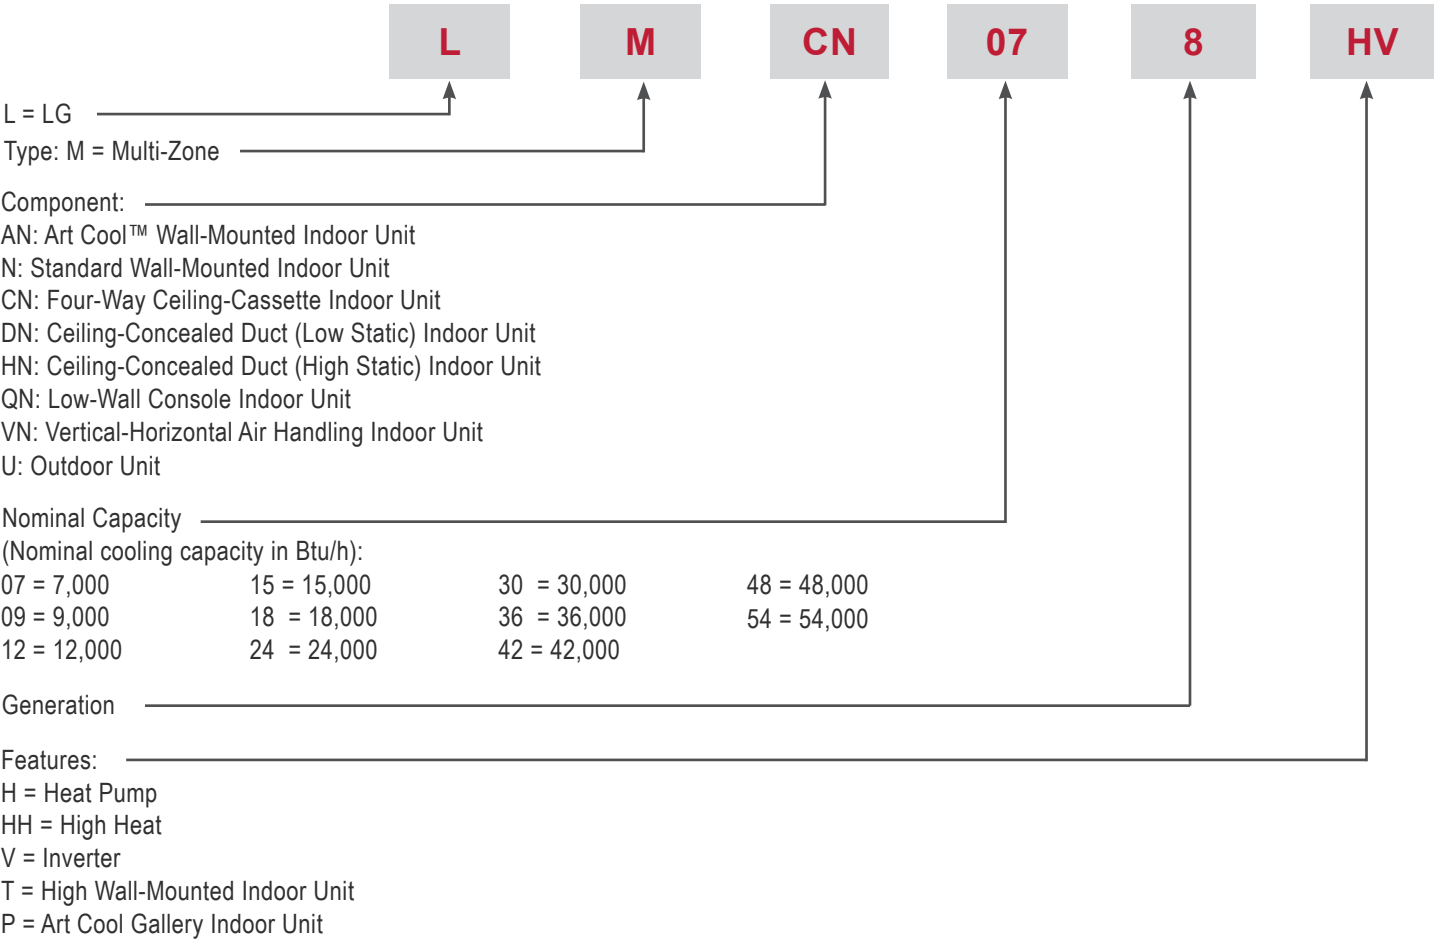 L M CN 07 8 HV
L = LG
Type: M = Multi-Zone
Component:
AN: Art Cool™ Wall-Mounted Indoor Unit
N: Standard Wall-Mounted Indoor Unit
CN: Four-Way Ceiling-Cassette Indoor Unit
DN: Ceiling-Concealed Duct (Low Static) Indoor Unit
HN: Ceiling-Concealed Duct (High Static) Indoor Unit
QN: Low-Wall Console Indoor Unit
VN: Vertical-Horizontal Air Handling Indoor Unit
U: Outdoor Unit
Nominal Capacity
(Nominal cooling capacity in Btu/h):
07 = 7,000 15 = 15,000 30 = 30,000 48 = 48,000
09 = 9,000 18 = 18,000 36 = 36,000 54 = 54,000
12 = 12,000 24 = 24,000 42 = 42,000
Generation
Features:
H = Heat Pump
HH = High Heat
V = Inverter
T = High Wall-Mounted Indoor Unit
P = Art Cool Gallery Indoor Unit